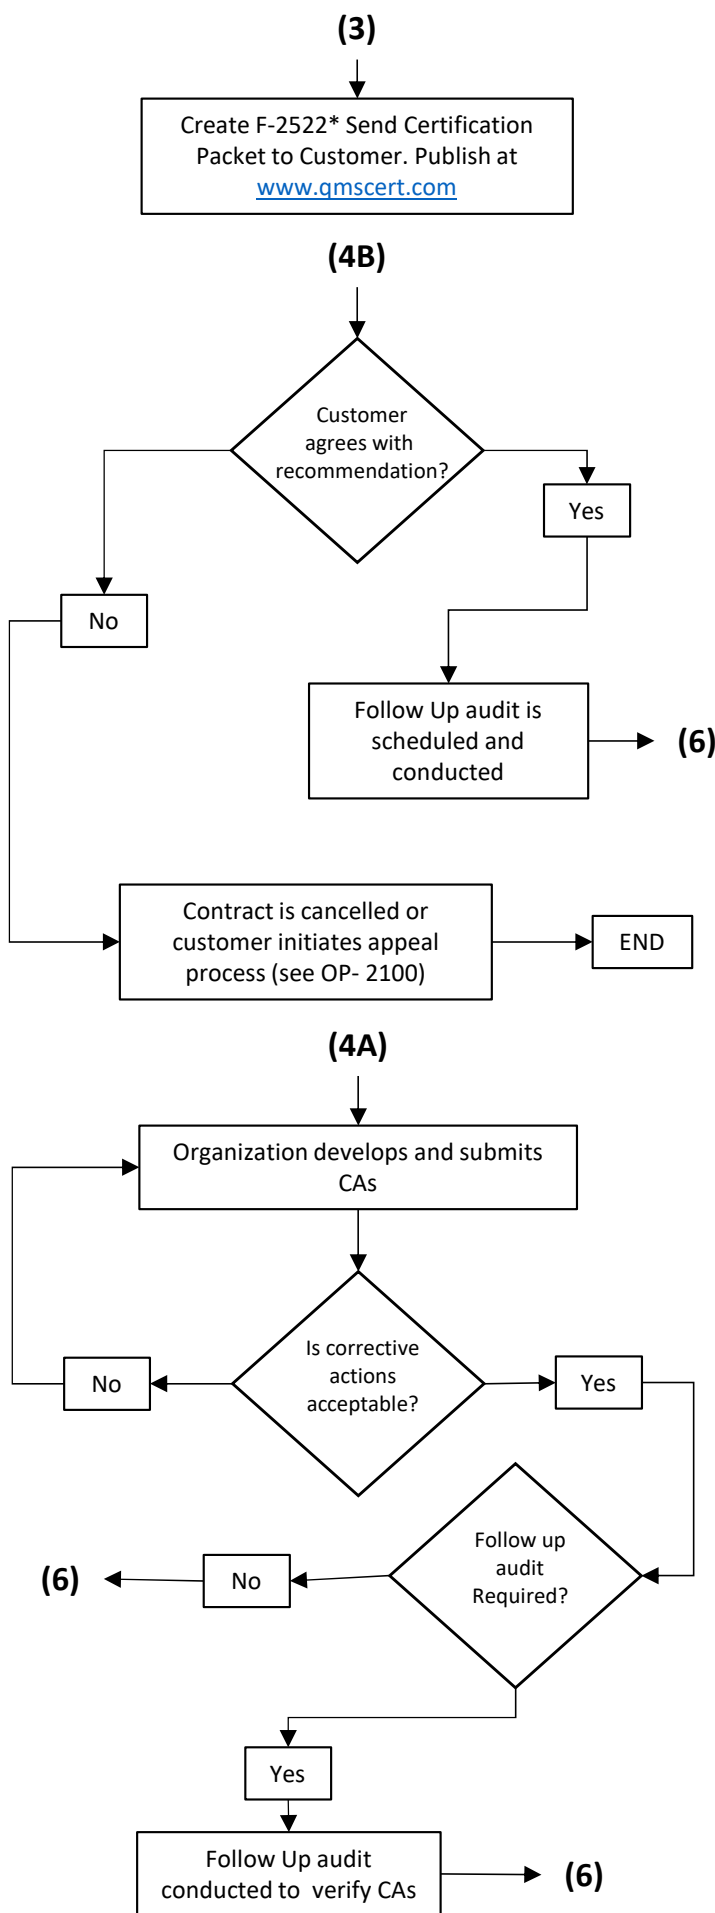 (3)
Create F-2522* Send Certification
Packet to Customer. Publish at
www.qmscert.com
(4B)
Customer
agrees with
recommendation?
Yes
No
Follow Up audit is
scheduled and
conducted
(6)
Contract is cancelled or
customer initiates appeal
process (see OP- 2100)
END
(4A)
Organization develops and submits
CAs
Is corrective
actions
acceptable?
No
Yes
Follow up
audit
Required?
No
(6)
Yes
Follow Up audit
conducted to  verify CAs
(6)